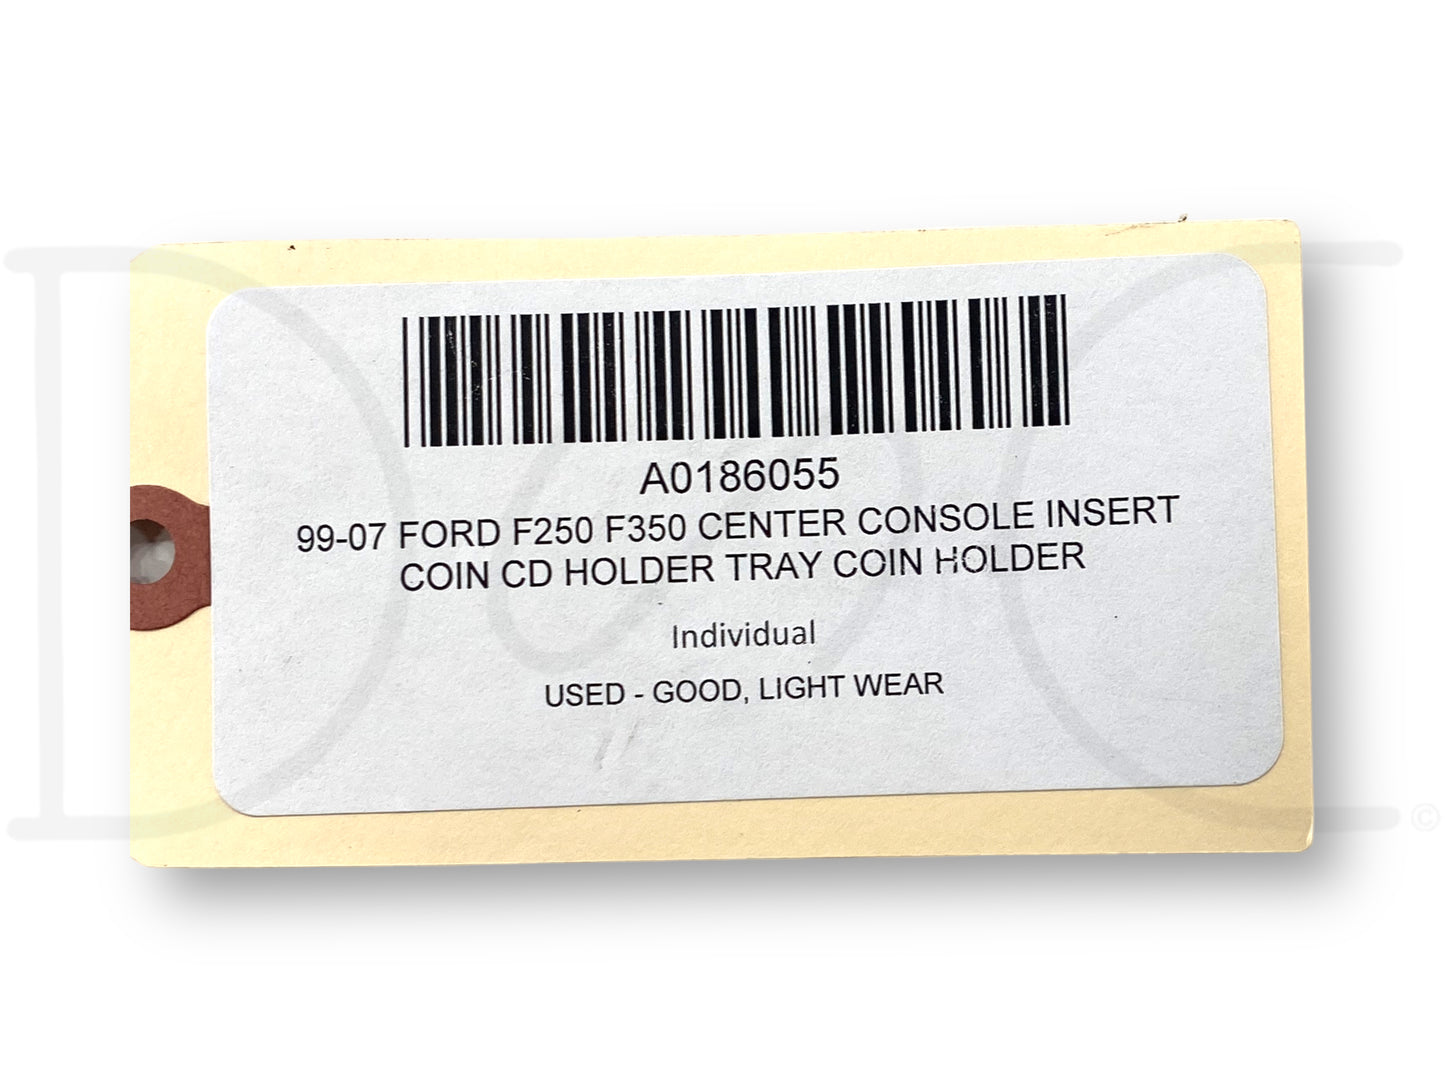 A0186055
99-07 FORD F250 F350 CENTER CONSOLE INSERT
COIN CD HOLDER TRAY COIN HOLDER
Individual
USED - GOOD, LIGHT WEAR
©